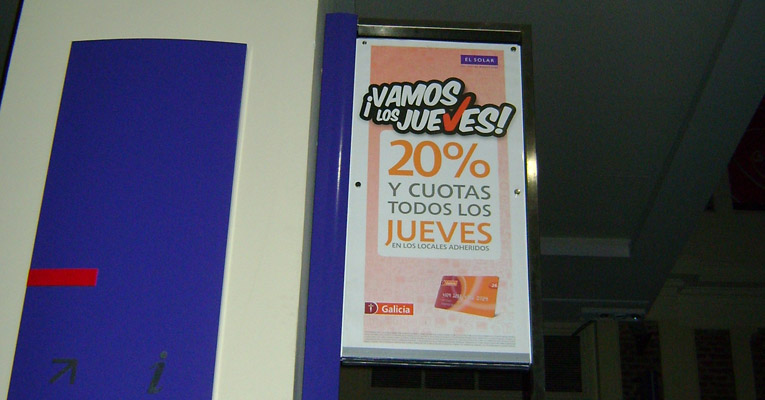 EL SOLAR
¡VAMOS
LOS JUEVES!
20%
Y CUOTAS
TODOS LOS
JUEVES
EN LOS LOCALES ADHERIDOS
Galicia
i